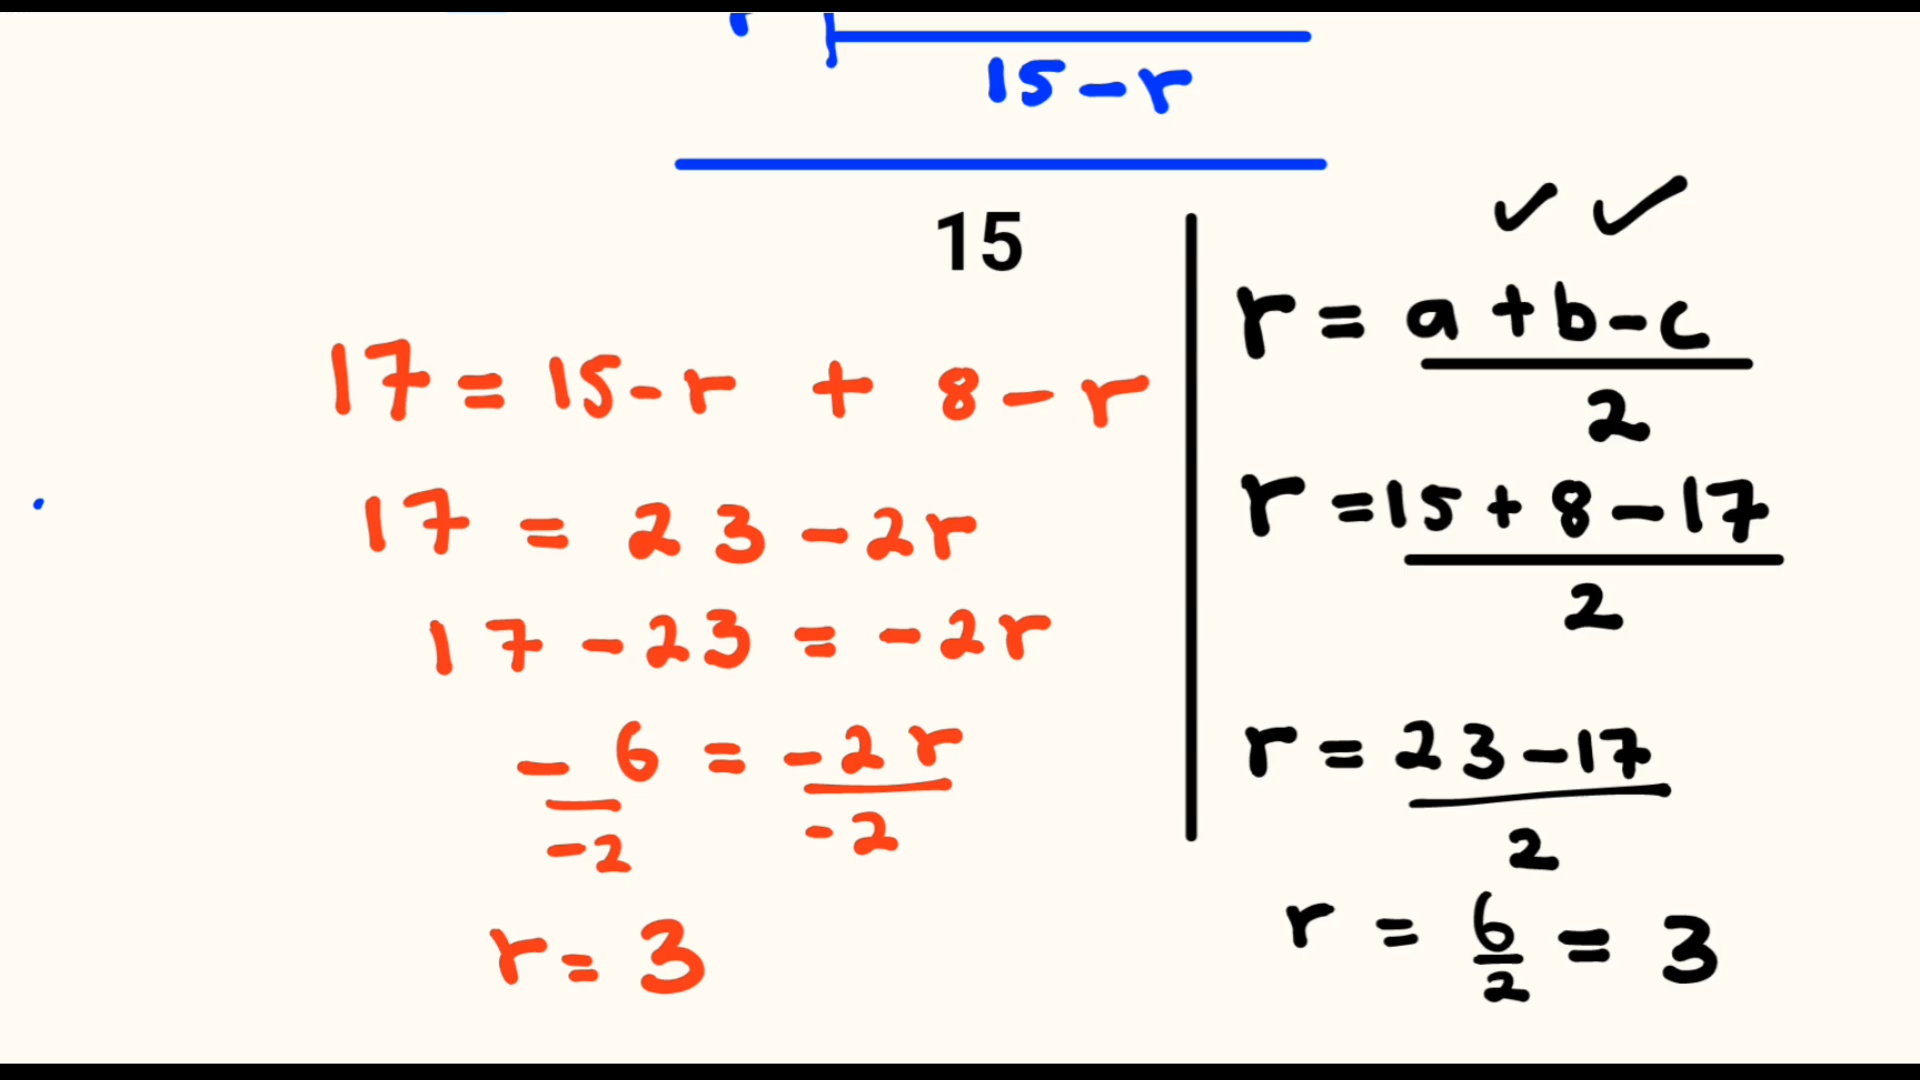 15 - r
15
17 = 15 - r + 8 - r
17 = 23 - 2r
17 - 23 = -2r
-6/-2 = -2r/-2
r = 3
r = a + b - c/2
r = 15 + 8 - 17/2
r = 23 - 17/2
r = 6/2 = 3